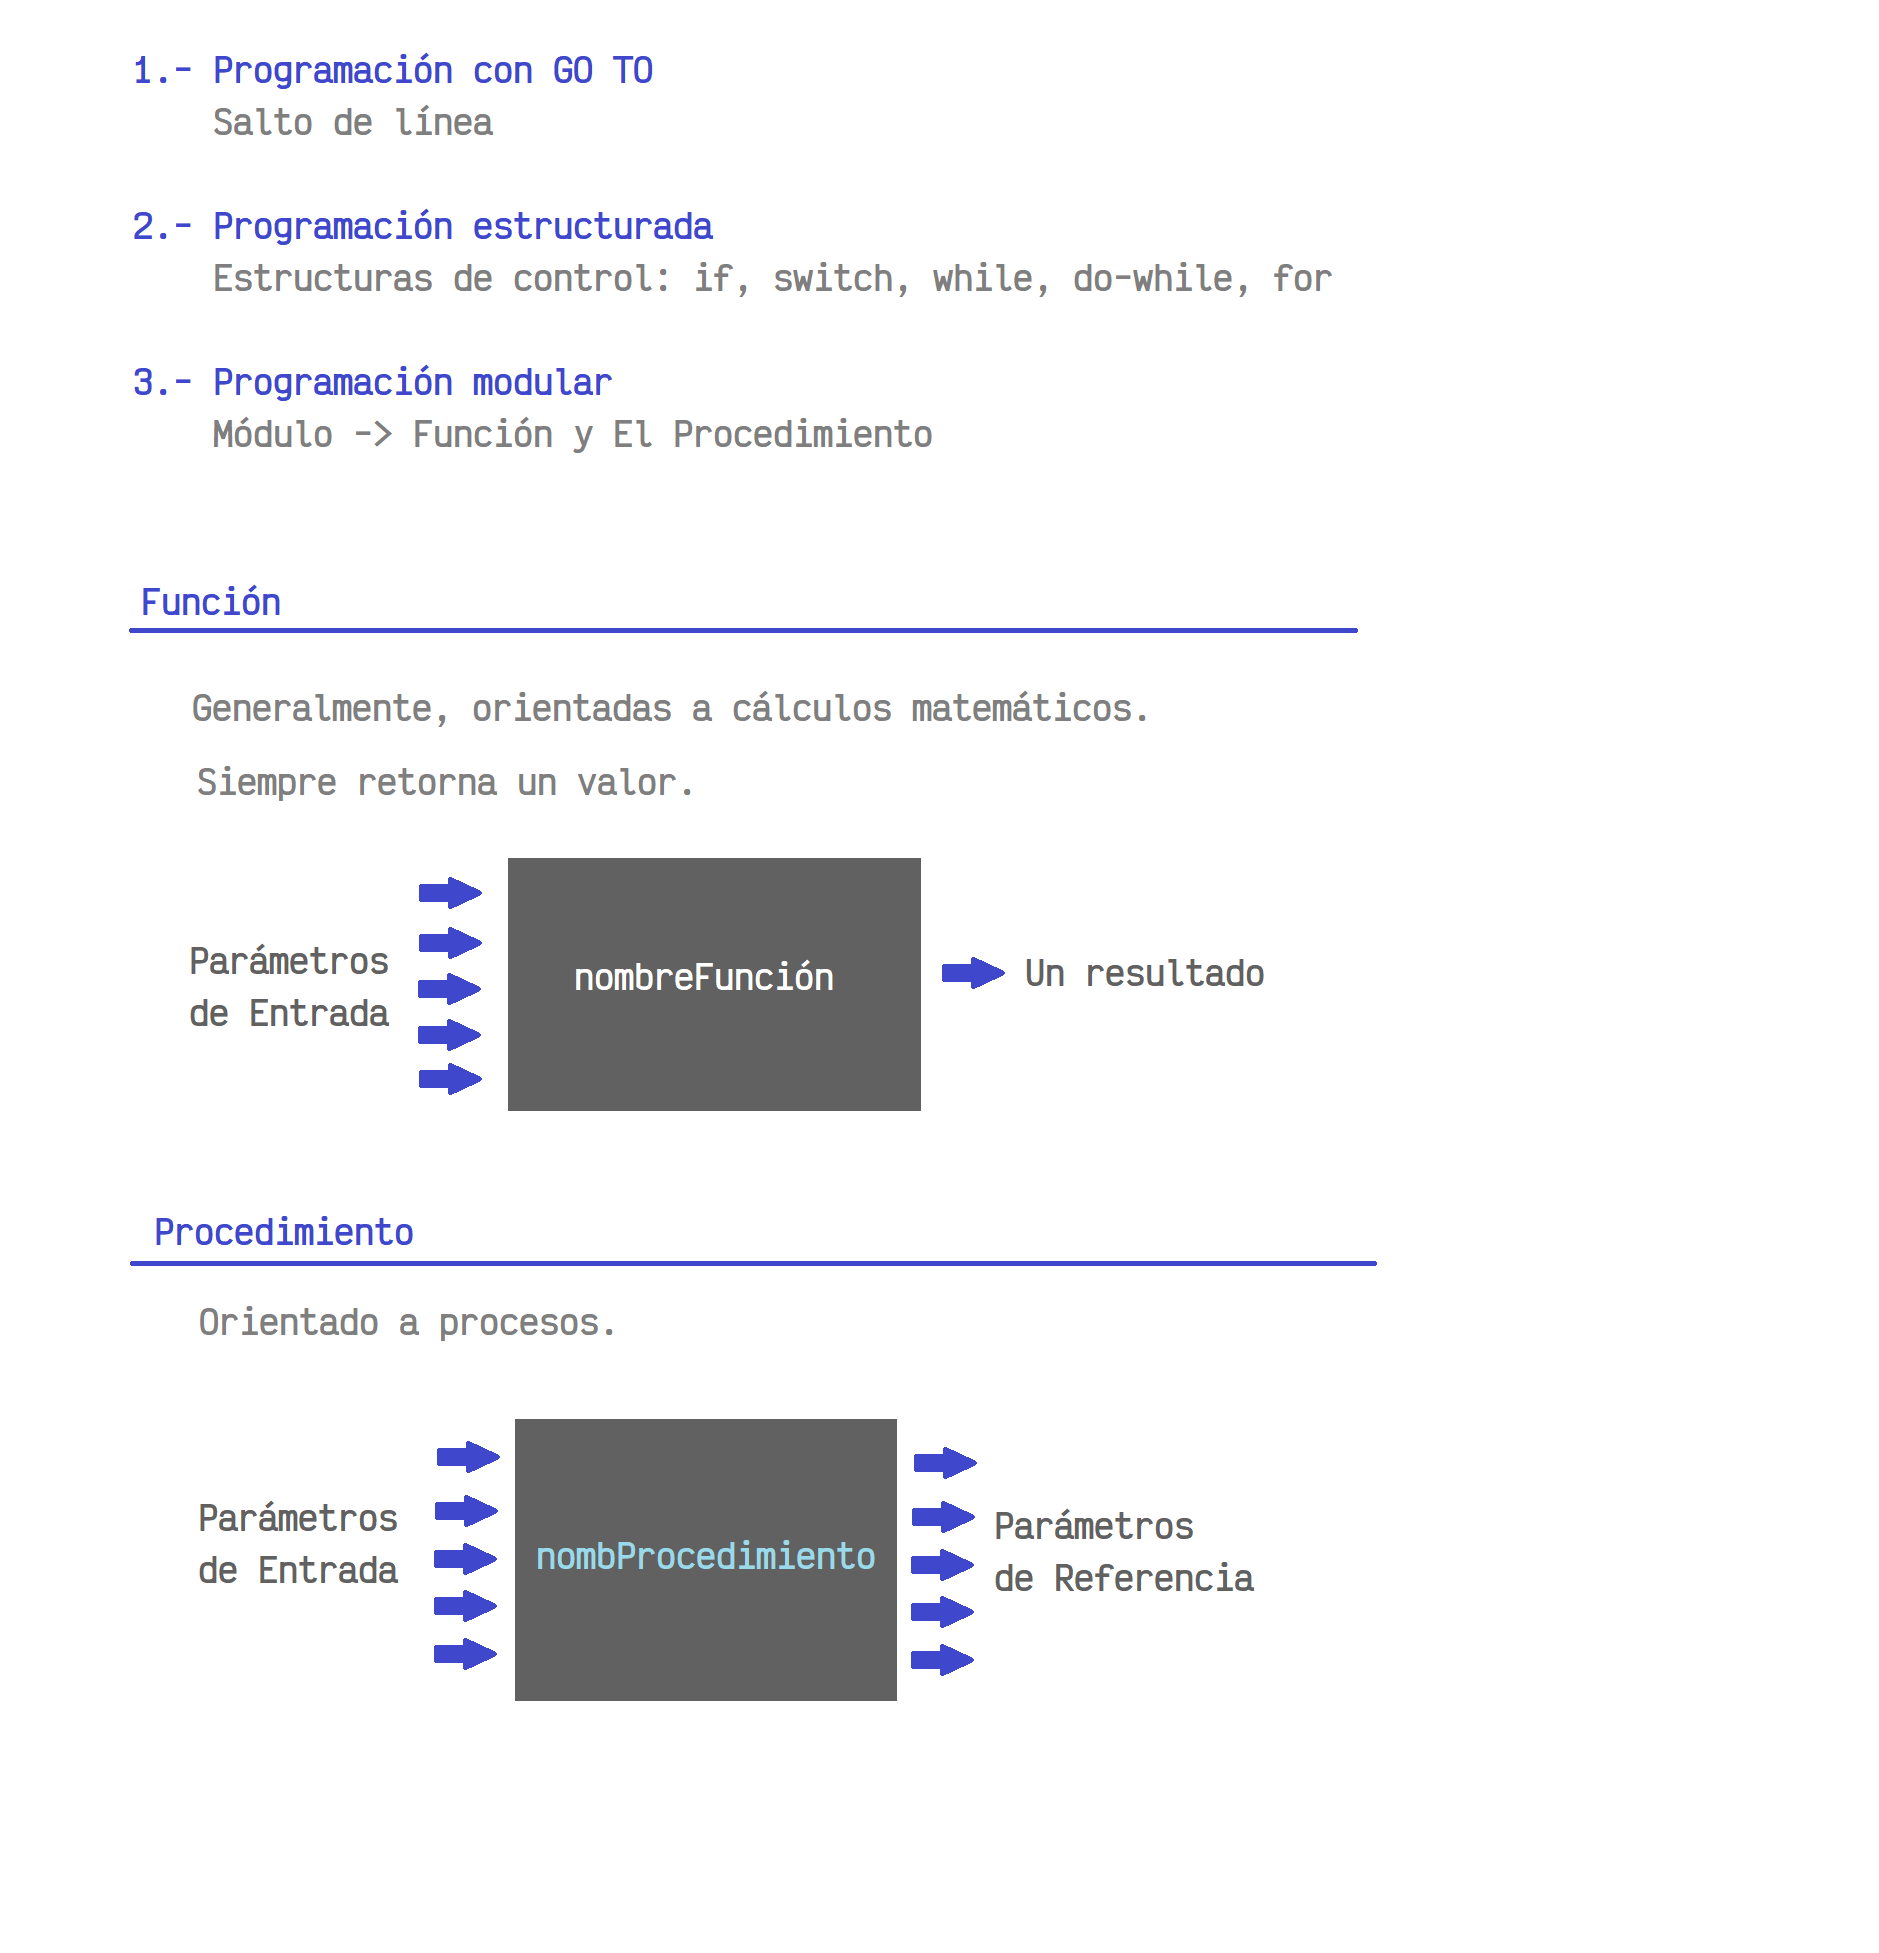 1.- Programación con GO TO
Salto de línea
2.- Programación estructurada
Estructuras de control: if, switch, while, do-while, for
3.- Programación modular
Módulo -> Función y El Procedimiento
Función
Generalmente, orientadas a cálculos matemáticos.
Siempre retorna un valor.
Parámetros
de Entrada
nombreFunción
Un resultado
Procedimiento
Orientado a procesos.
Parámetros
de Entrada
nombProcedimiento
Parámetros
de Referencia